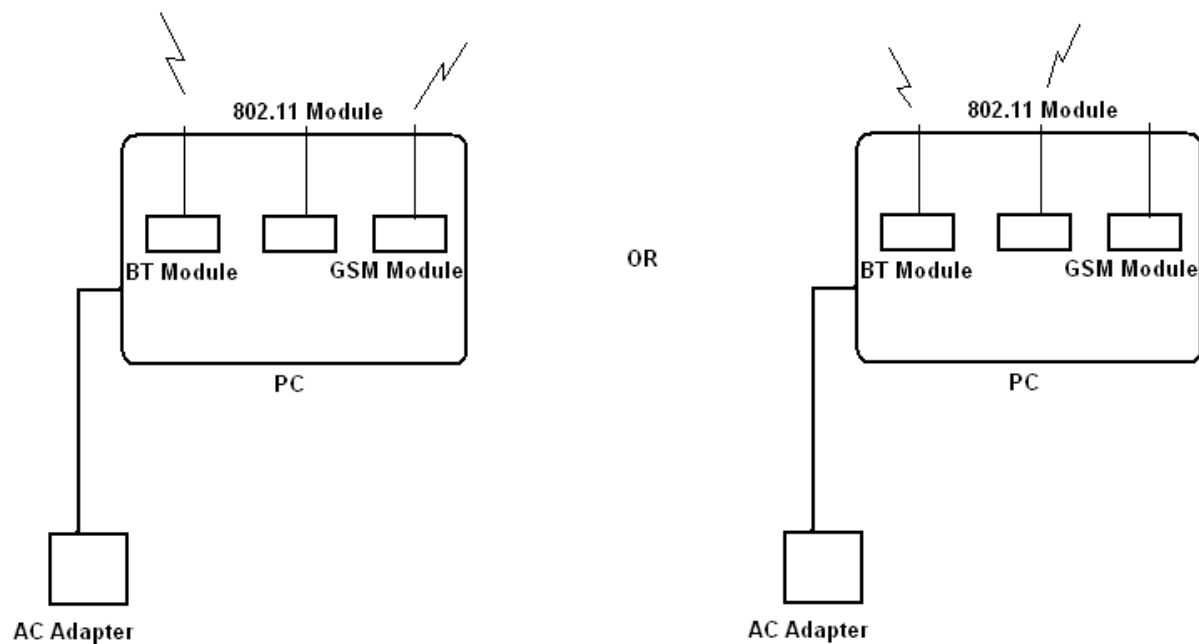 802.11 Module
BT Module
GSM Module
PC
AC Adapter
OR
802.11 Module
BT Module
GSM Module
PC
AC Adapter